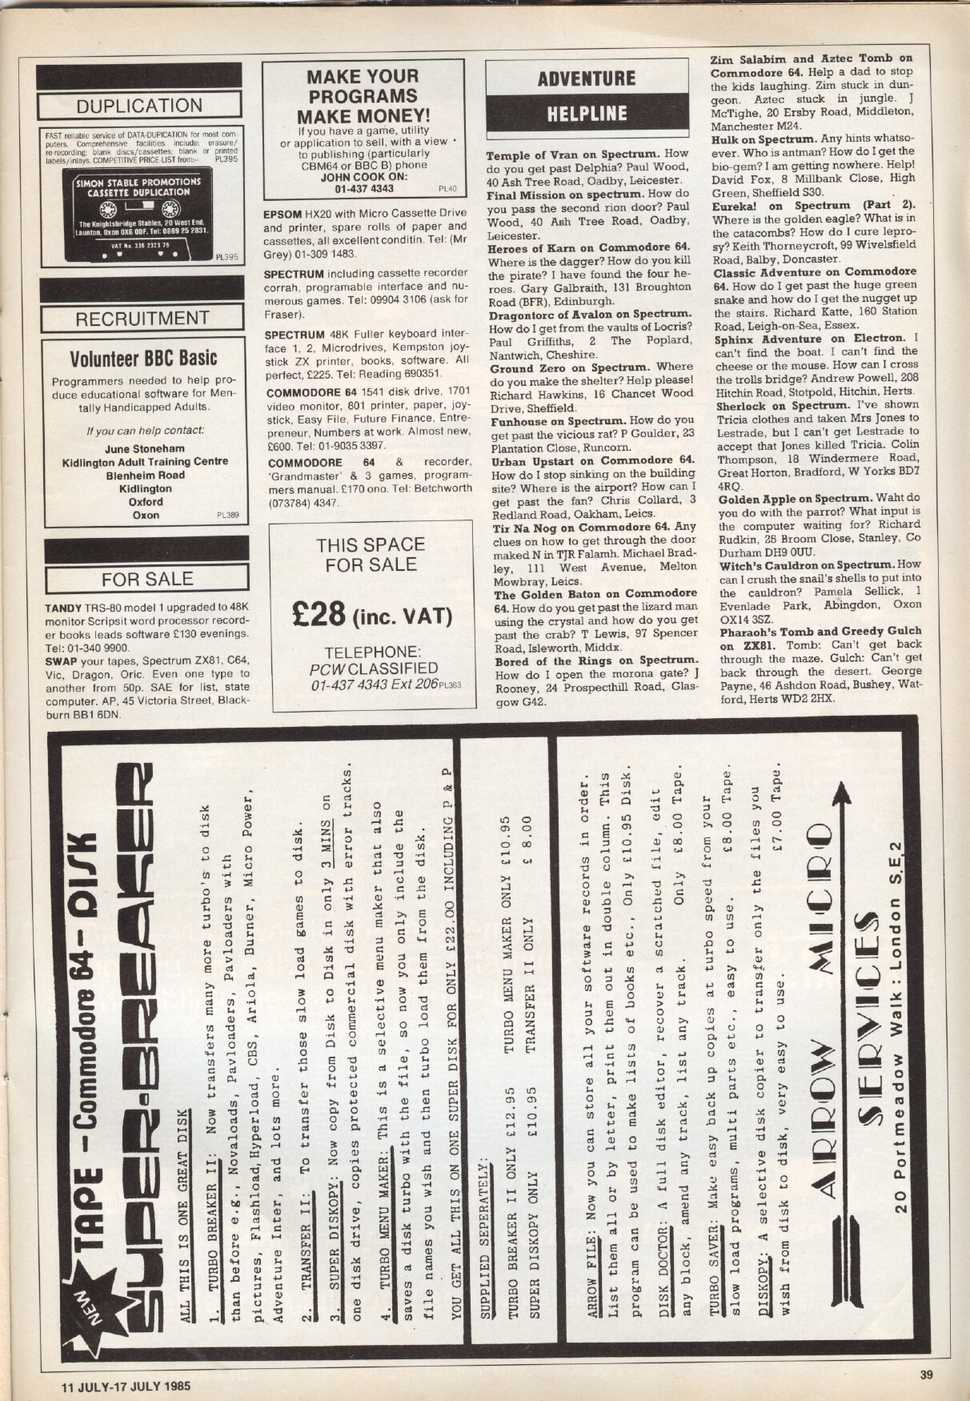 DUPLICATION
FAST reliable service of DATA-DUPICATION for most com-
puters. Comprehensive facilities include: erasure/
re-recording; blank discs/cassettes; blank or printed
labels/inlays. COMPETITIVE PRICE LIST from:- PL395
SIMON STABLE PROMOTIONS
CASSETTE DUPLICATION
The Knightsbridge Stables, 20 West End,
Launton, Oxon OX6 0DF. Tel: 0869 25 2831.
VAT No. 336 2323 75
PL395
RECRUITMENT
Volunteer BBC Basic
Programmers needed to help pro-
duce educational software for Men-
tally Handicapped Adults.
If you can help contact:
June Stoneham
Kidlington Adult Training Centre
Blenheim Road
Kidlington
Oxford
Oxon PL389
FOR SALE
TANDY TRS-80 model 1 upgraded to 48K
monitor Scripsit word processor record-
er books leads software £130 evenings.
Tel: 01-340 9900.
SWAP your tapes, Spectrum ZX81, C64,
Vic, Dragon, Oric. Even one type to
another from 50p. SAE for list, state
computer. AP, 45 Victoria Street, Black-
burn BB1 6DN.
MAKE YOUR
PROGRAMS
MAKE MONEY!
If you have a game, utility
or application to sell, with a view
to publishing (particularly
CBM64 or BBC B) phone
JOHN COOK ON:
01-437 4343 PL40
EPSOM HX20 with Micro Cassette Drive
and printer, spare rolls of paper and
cassettes, all excellent conditin. Tel: (Mr
Grey) 01-309 1483.
SPECTRUM including cassette recorder
corrah, programable interface and nu-
merous games. Tel: 09904 3106 (ask for
Fraser).
SPECTRUM 48K Fuller keyboard inter-
face 1, 2, Microdrives, Kempston joy-
stick ZX printer, books, software. All
perfect, £225. Tel: Reading 690351.
COMMODORE 64 1541 disk drive, 1701
video monitor, 801 printer, paper, joy-
stick, Easy File, Future Finance, Entre-
preneur, Numbers at work. Almost new,
£600. Tel: 01-9035 3397.
COMMODORE 64 & recorder,
'Grandmaster' & 3 games, program-
mers manual. £170 ono. Tel: Betchworth
(073784) 4347.
THIS SPACE
FOR SALE
£28 (inc. VAT)
TELEPHONE:
PCW CLASSIFIED
01-437 4343 Ext 206 PL363
ADVENTURE
HELPLINE
Temple of Vran on Spectrum. How
do you get past Delphia? Paul Wood,
40 Ash Tree Road, Oadby, Leicester.
Final Mission on spectrum. How do
you pass the second rion door? Paul
Wood, 40 Ash Tree Road, Oadby,
Leicester.
Heroes of Karn on Commodore 64.
Where is the dagger? How do you kill
the pirate? I have found the four he-
roes. Gary Galbraith, 131 Broughton
Road (BFR), Edinburgh.
Dragontorc of Avalon on Spectrum.
How do I get from the vaults of Locris?
Paul Griffiths, 2 The Poplard,
Nantwich, Cheshire.
Ground Zero on Spectrum. Where
do you make the shelter? Help please!
Richard Hawkins, 16 Chancet Wood
Drive, Sheffield.
Funhouse on Spectrum. How do you
get past the vicious rat? P Goulder, 23
Plantation Close, Runcorn.
Urban Upstart on Commodore 64.
How do I stop sinking on the building
site? Where is the airport? How can I
get past the fan? Chris Collard, 3
Redland Road, Oakham, Leics.
Tir Na Nog on Commodore 64. Any
clues on how to get through the door
maked N in TJR Falamh. Michael Brad-
ley, 111 West Avenue, Melton
Mowbray, Leics.
The Golden Baton on Commodore
64. How do you get past the lizard man
using the crystal and how do you get
past the crab? T Lewis, 97 Spencer
Road, Isleworth, Middx.
Bored of the Rings on Spectrum.
How do I open the morona gate? J
Rooney, 24 Prospecthill Road, Glas-
gow G42.
Zim Salabim and Aztec Tomb on
Commodore 64. Help a dad to stop
the kids laughing. Zim stuck in dun-
geon. Aztec stuck in jungle. J
McTighe, 20 Ersby Road, Middleton,
Manchester M24.
Hulk on Spectrum. Any hints whatso-
ever. Who is antman? How do I get the
bio-gem? I am getting nowhere. Help!
David Fox, 8 Millbank Close, High
Green, Sheffield S30.
Eureka! on Spectrum (Part 2).
Where is the golden eagle? What is in
the catacombs? How do I cure lepro-
sy? Keith Thorneycroft, 99 Wivelsfield
Road, Balby, Doncaster.
Classic Adventure on Commodore
64. How do I get past the huge green
snake and how do I get the nugget up
the stairs. Richard Katte, 160 Station
Road, Leigh-on-Sea, Essex.
Sphinx Adventure on Electron. I
can't find the boat. I can't find the
cheese or the mouse. How can I cross
the trolls bridge? Andrew Powell, 208
Hitchin Road, Stotpold, Hitchin, Herts.
Sherlock on Spectrum. I've shown
Tricia clothes and taken Mrs Jones to
Lestrade, but I can't get Lestrade to
accept that Jones killed Tricia. Colin
Thompson, 18 Windermere Road,
Great Horton, Bradford, W Yorks BD7
4RQ.
Golden Apple on Spectrum. Waht do
you do with the parrot? What input is
the computer waiting for? Richard
Rudkin, 25 Broom Close, Stanley, Co
Durham DH9 0UU.
Witch's Cauldron on Spectrum. How
can I crush the snail's shells to put into
the cauldron? Pamela Sellick, 1
Evenlade Park, Abingdon, Oxon
OX14 3SZ.
Pharaoh's Tomb and Greedy Gulch
on ZX81. Tomb: Can't get back
through the maze. Gulch: Can't get
back through the desert. George
Payne, 46 Ashdon Road, Bushey, Wat-
ford, Herts WD2 2HX.
NEW
TAPE - Commodore 64 - DISK
SUPER-BREAKER
ALL THIS IS ONE GREAT DISK
1. TURBO BREAKER II: Now transfers many more turbo's to disk
than before e.g., Novaloads, Pavloaders, Pavloaders with
pictures, Flashload, Hyperload, CBS, Ariola, Burner, Micro Power,
Adventure Inter, and lots more.
2. TRANSFER II: To transfer those slow load games to disk.
3. SUPER DISKOPY: Now copy from Disk to Disk in only 3 MINS on
one disk drive, copies protected commercial disk with error tracks.
4. TURBO MENU MAKER: This is a selective menu maker that also
saves a disk turbo with the file, so now you only include the
file names you wish and then turbo load them from the disk.
YOU GET ALL THIS ON ONE SUPER DISK FOR ONLY £22.00 INCLUDING P & P
SUPPLIED SEPERATELY:
TURBO BREAKER II ONLY £12.95 TURBO MENU MAKER ONLY £10.95
SUPER DISKOPY ONLY £10.95 TRANSFER II ONLY £ 8.00
ARROW FILE: Now you can store all your software records in order.
List them all or by letter, print them out in double column. This
program can be used to make lists of books etc., Only £10.95 Disk.
DISK DOCTOR: A full disk editor, recover a scratched file, edit
any block, amend any track, list any track. Only £8.00 Tape.
TURBO SAVER: Make easy back up copies at turbo speed from your
slow load programs, multi parts etc., easy to use. £8.00 Tape.
DISKOPY: A selective disk copier to transfer only the files you
wish from disk to disk, very easy to use. £7.00 Tape.
ARROW MICRO
SERVICES
20 Portmeadow Walk: London S.E,2
11 JULY-17 JULY 1985
39